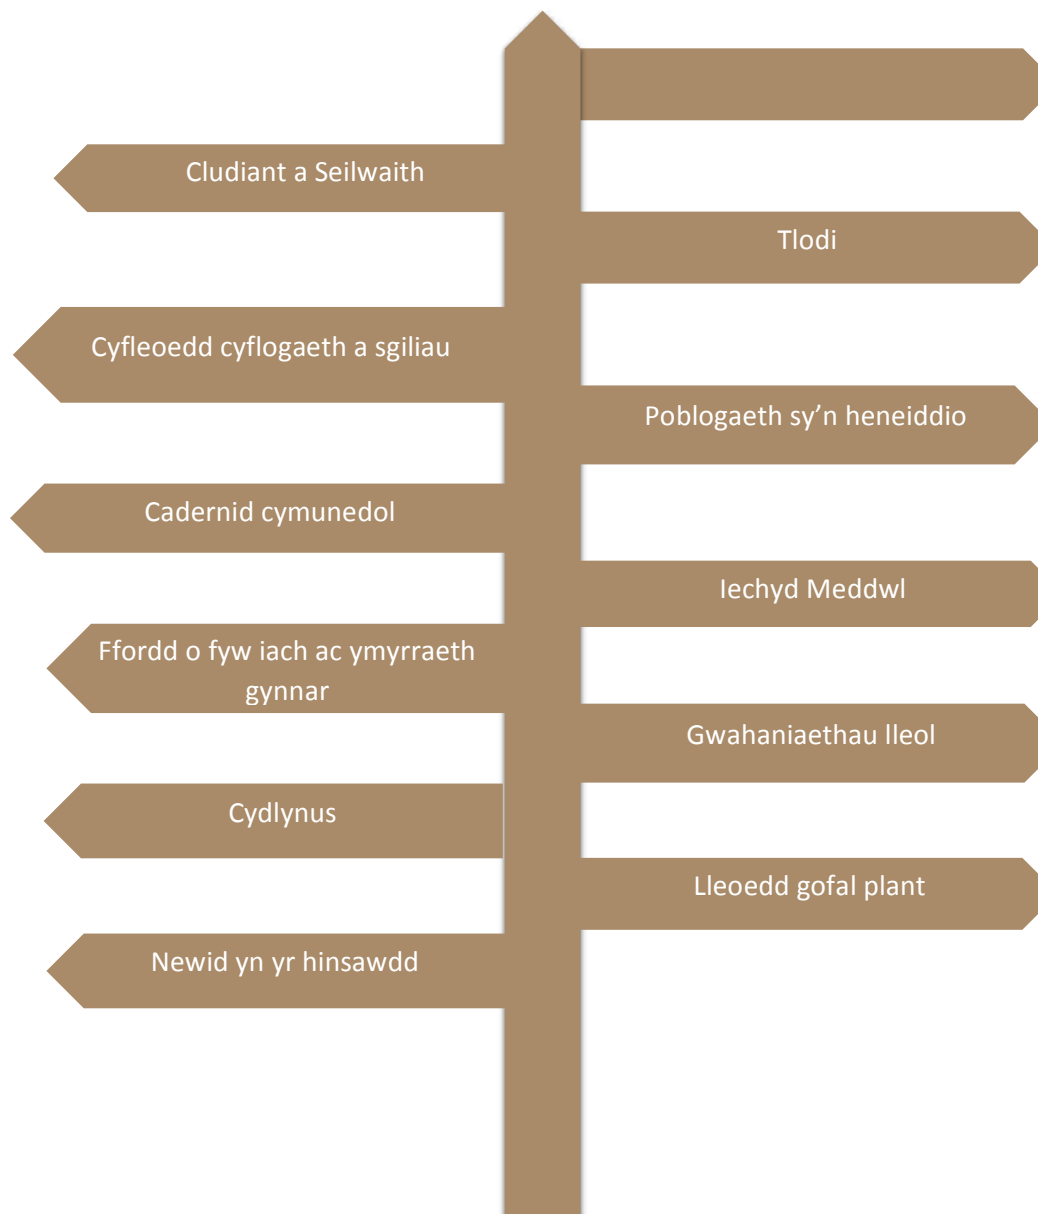 Cludiant a Seilwaith
Tlodi
Cyfleoedd cyflogaeth a sgiliau
Poblogaeth sy’n heneiddio
Cadernid cymunedol
Iechyd Meddwl
Ffordd o fyw iach ac ymyrraeth
gynnar
Gwahaniaethau lleol
Cydlynus
Lleoedd gofal plant
Newid yn yr hinsawdd